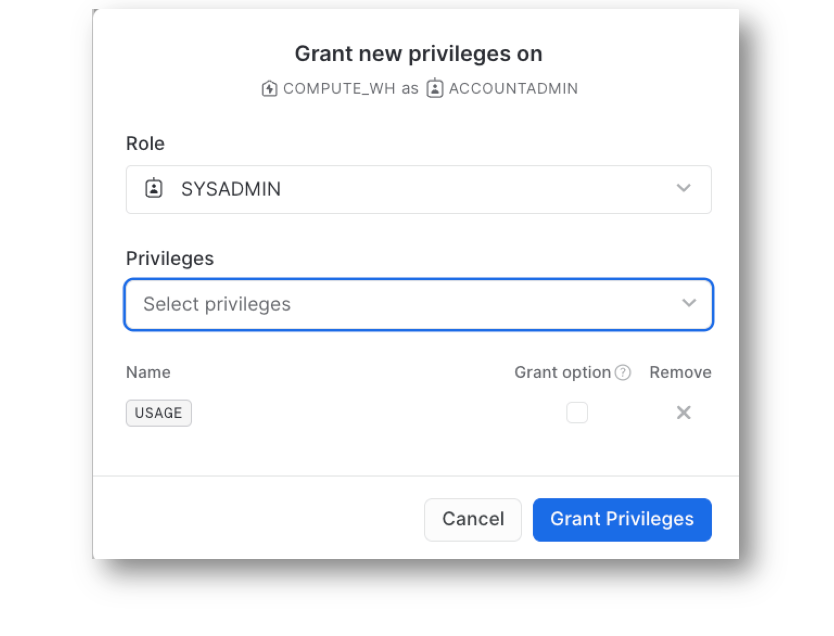 Grant new privileges on
COMPUTE_WH as ACCOUNTADMIN
Role
SYSADMIN
Privileges
Select privileges
Name Grant option ? Remove
USAGE
Cancel Grant Privileges